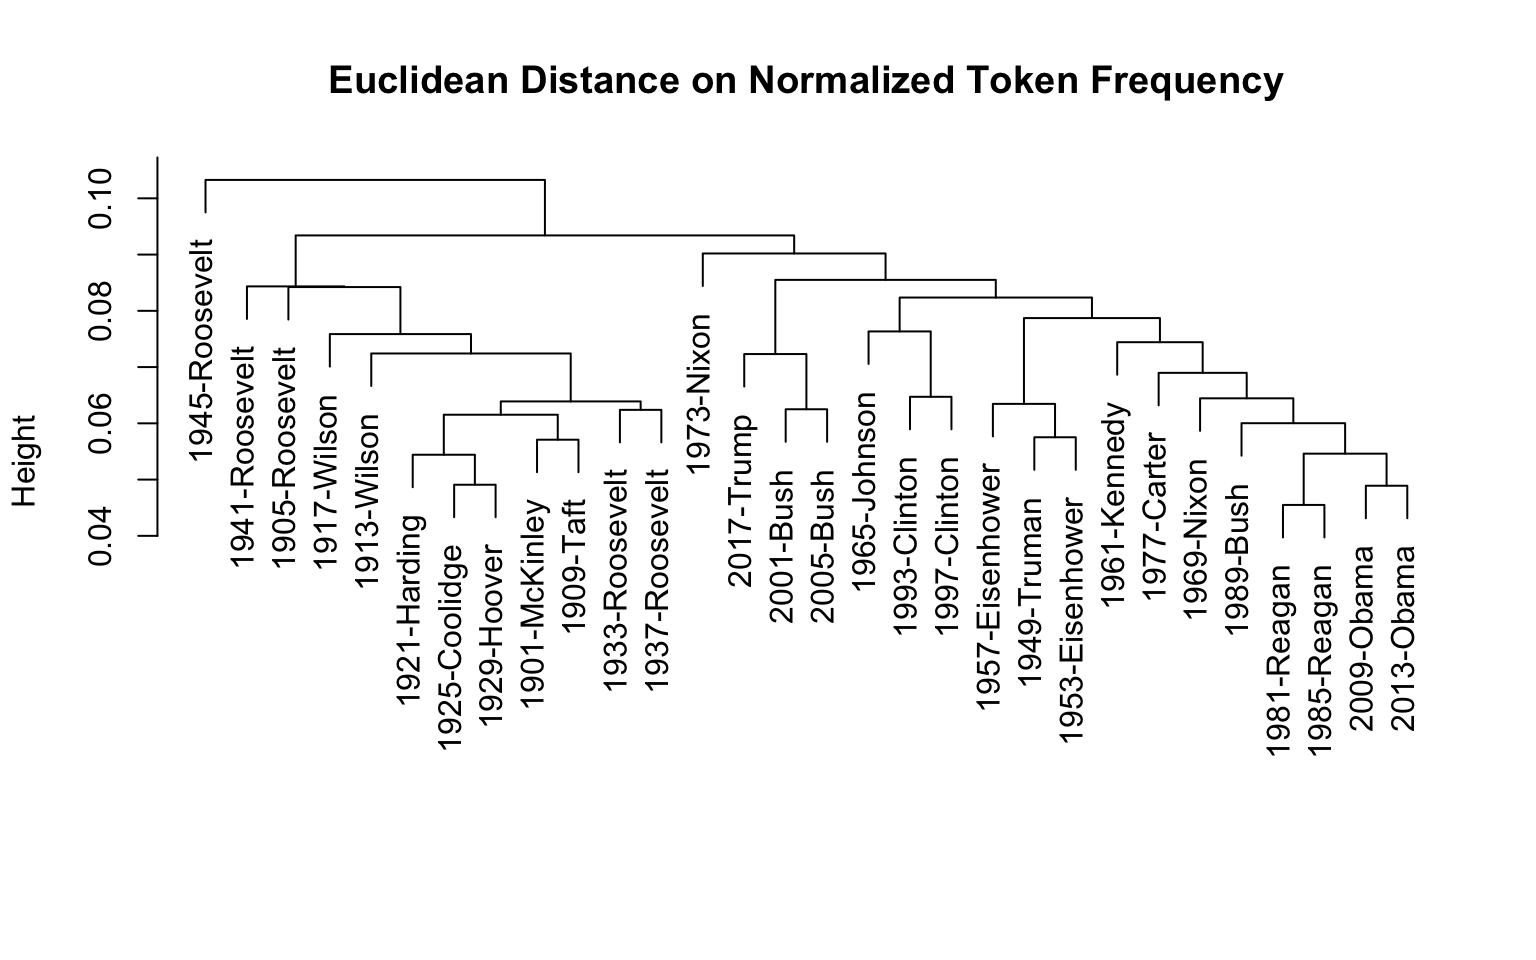 Euclidean Distance on Normalized Token Frequency
Height
0.10
0.08
0.06
0.04
1945-Roosevelt
1941-Roosevelt
1905-Roosevelt
1917-Wilson
1913-Wilson
1921-Harding
1925-Coolidge
1929-Hoover
1901-McKinley
1909-Taft
1933-Roosevelt
1937-Roosevelt
1973-Nixon
2017-Trump
2001-Bush
2005-Bush
1965-Johnson
1993-Clinton
1997-Clinton
1957-Eisenhower
1949-Truman
1953-Eisenhower
1961-Kennedy
1977-Carter
1969-Nixon
1989-Bush
1981-Reagan
1985-Reagan
2009-Obama
2013-Obama